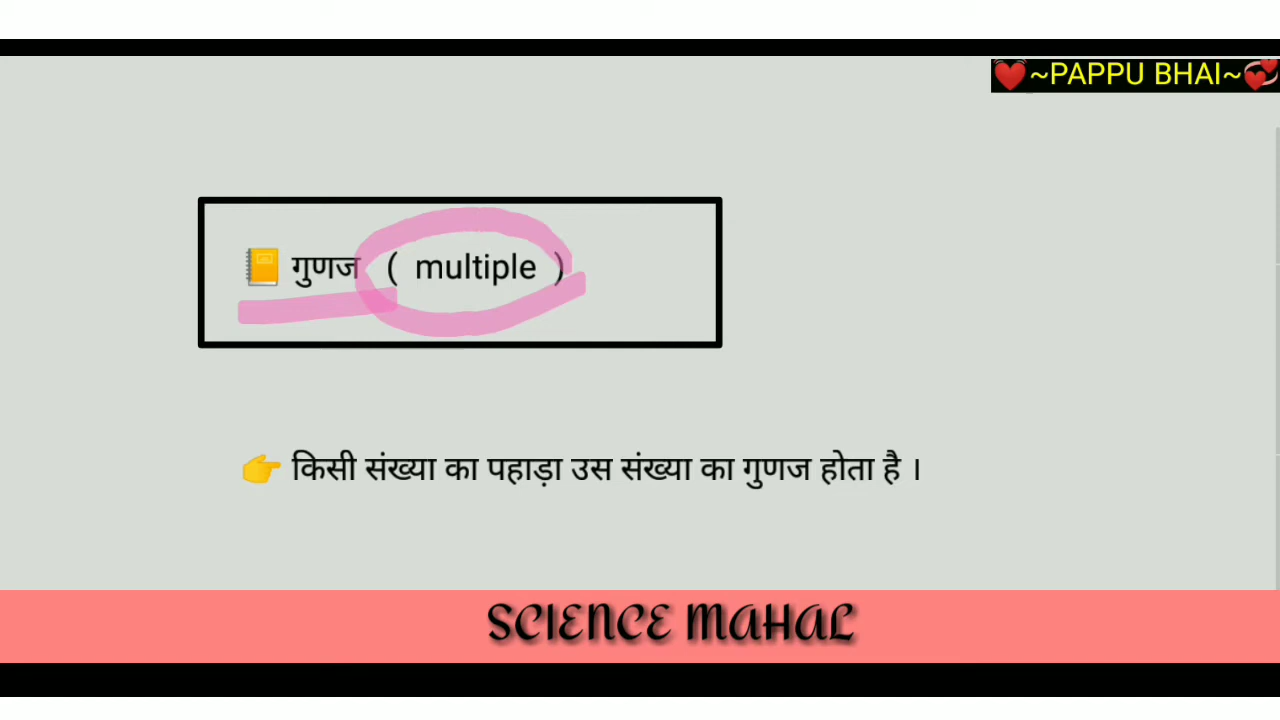 ❤️~PAPPU BHAI~💞
📒 गुणज ( multiple )
👉 किसी संख्या का पहाड़ा उस संख्या का गुणज होता है ।
SCIENCE MAHAL